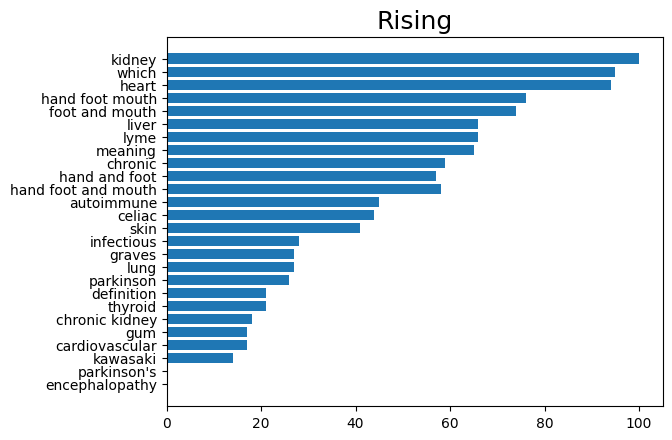 Rising
kidney
which
heart
hand foot mouth
foot and mouth
liver
lyme
meaning
chronic
hand and foot
hand foot and mouth
autoimmune
celiac
skin
infectious
graves
lung
parkinson
definition
thyroid
chronic kidney
gum
cardiovascular
kawasaki
parkinson's
encephalopathy
0 20 40 60 80 100